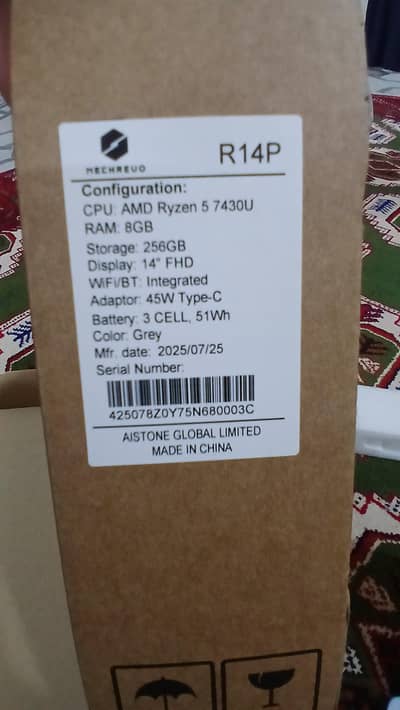 MECHREVO
R14P
Configuration:
CPU: AMD Ryzen 5 7430U
RAM: 8GB
Storage: 256GB
Display: 14" FHD
WiFi/BT: Integrated
Adaptor: 45W Type-C
Battery: 3 CELL, 51Wh
Color: Grey
Mfr. date: 2025/07/25
Serial Number:
425078Z0Y75N680003C
AISTONE GLOBAL LIMITED
MADE IN CHINA